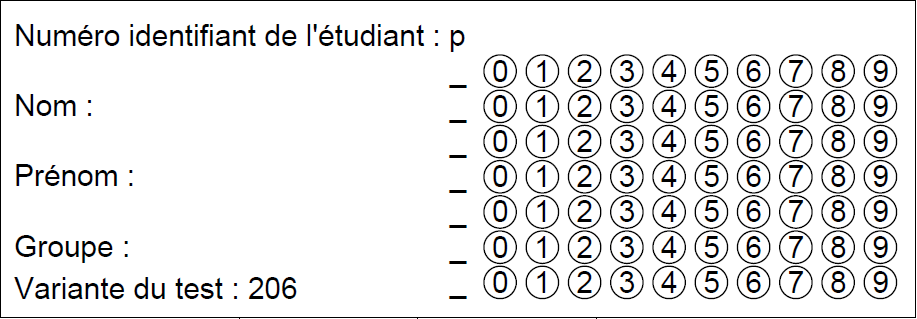 Numéro identifiant de l'étudiant : p
_ 0 1 2 3 4 5 6 7 8 9
Nom :
_ 0 1 2 3 4 5 6 7 8 9
_ 0 1 2 3 4 5 6 7 8 9
Prénom :
_ 0 1 2 3 4 5 6 7 8 9
_ 0 1 2 3 4 5 6 7 8 9
Groupe :
_ 0 1 2 3 4 5 6 7 8 9
Variante du test : 206
_ 0 1 2 3 4 5 6 7 8 9